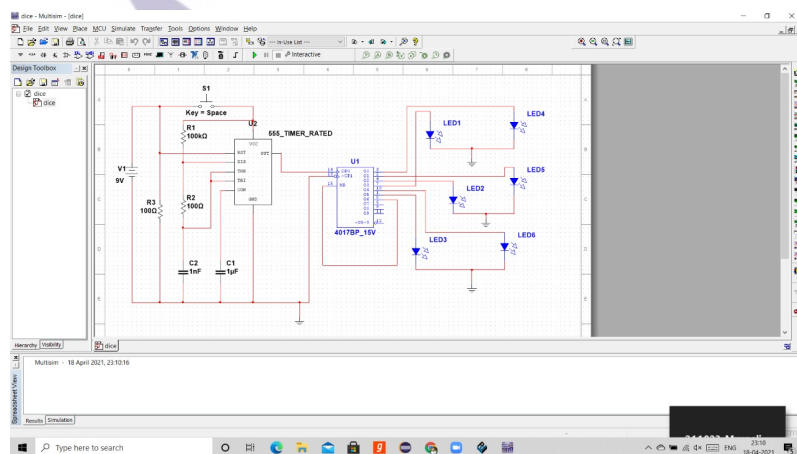 dice - Multisim - [dice]
File Edit View Place MCU Simulate Transfer Tools Options Window Help
--- In-Use List ---
Interactive
Design Toolbox
dice
dice
S1
Key = Space
R1
100kΩ
U2
555_TIMER_RATED
VCC
RST
OUT
DIS
THR
TRI
CON
GND
V1
9V
R3
100Ω
R2
100Ω
C2
1nF
C1
1µF
U1
4017BP_15V
LED1
LED4
LED5
LED2
LED3
LED6
Hierarchy Visibility
dice
Multisim - 18 April 2021, 23:10:16
Spreadsheet View
Results Simulation
Type here to search
ENG
23:10
18-04-2021